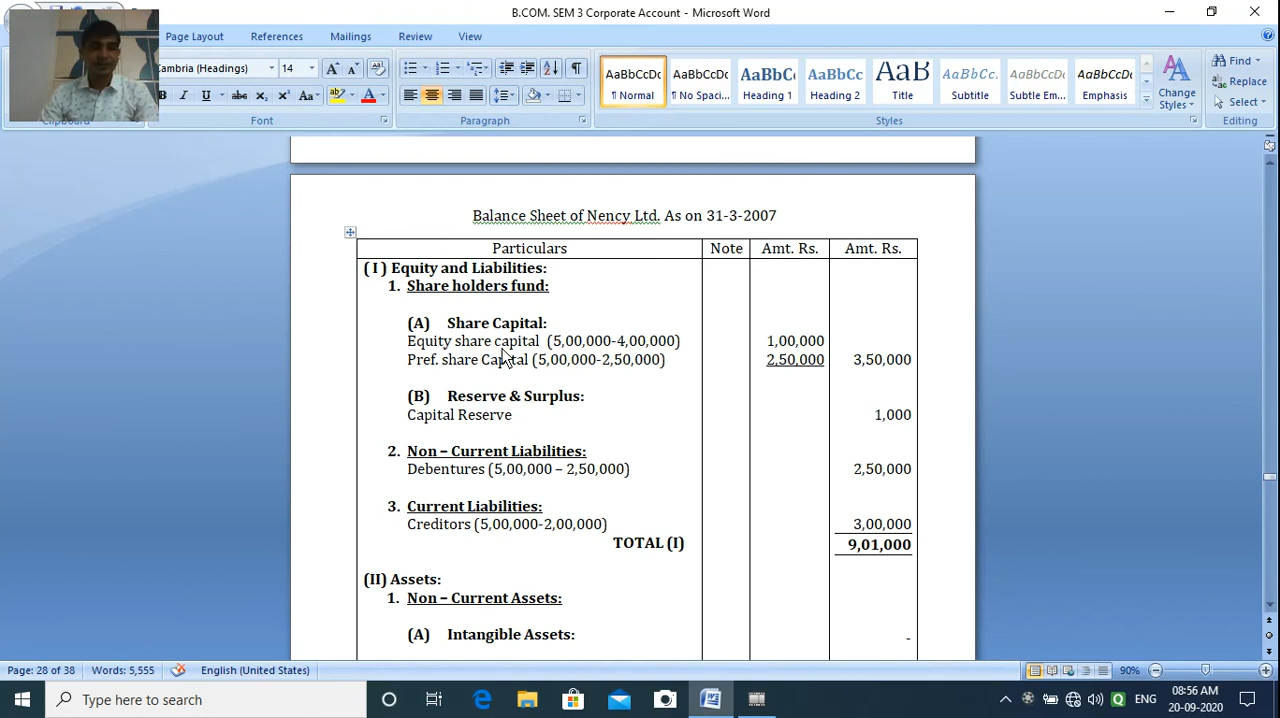 B.COM. SEM 3 Corporate Account - Microsoft Word
Page Layout References Mailings Review View
Cambria (Headings) 14
AaBbCcDc AaBbCcDc AaBbC AaBbCc AaB AaBbCc. AaBbCcDc AaBbCcDc
¶ Normal ¶ No Spaci... Heading 1 Heading 2 Title Subtitle Subtle Em... Emphasis
Change Styles
Find
Replace
Select
Font Paragraph Styles Editing
Balance Sheet of Nency Ltd. As on 31-3-2007
Particulars Note Amt. Rs. Amt. Rs.
( I ) Equity and Liabilities:
1. Share holders fund:
(A) Share Capital:
Equity share capital (5,00,000-4,00,000) 1,00,000
Pref. share Capital (5,00,000-2,50,000) 2,50,000 3,50,000
(B) Reserve & Surplus:
Capital Reserve 1,000
2. Non – Current Liabilities:
Debentures (5,00,000 – 2,50,000) 2,50,000
3. Current Liabilities:
Creditors (5,00,000-2,00,000) 3,00,000
TOTAL (I) 9,01,000
(II) Assets:
1. Non – Current Assets:
(A) Intangible Assets: -
Page: 28 of 38 Words: 5,555 English (United States) 90%
Type here to search
ENG
08:56 AM
20-09-2020